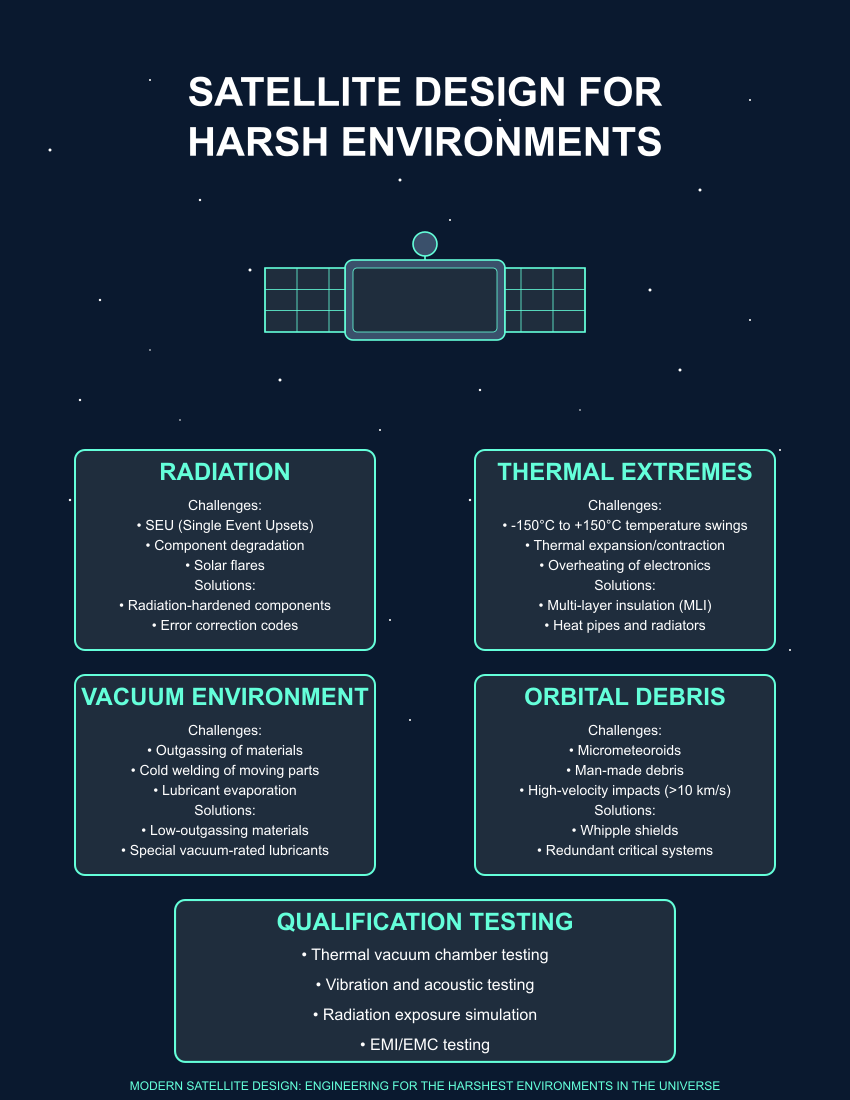 SATELLITE DESIGN FOR
HARSH ENVIRONMENTS
RADIATION
Challenges:
• SEU (Single Event Upsets)
• Component degradation
• Solar flares
Solutions:
• Radiation-hardened components
• Error correction codes
THERMAL EXTREMES
Challenges:
• -150°C to +150°C temperature swings
• Thermal expansion/contraction
• Overheating of electronics
Solutions:
• Multi-layer insulation (MLI)
• Heat pipes and radiators
VACUUM ENVIRONMENT
Challenges:
• Outgassing of materials
• Cold welding of moving parts
• Lubricant evaporation
Solutions:
• Low-outgassing materials
• Special vacuum-rated lubricants
ORBITAL DEBRIS
Challenges:
• Micrometeoroids
• Man-made debris
• High-velocity impacts (>10 km/s)
Solutions:
• Whipple shields
• Redundant critical systems
QUALIFICATION TESTING
• Thermal vacuum chamber testing
• Vibration and acoustic testing
• Radiation exposure simulation
• EMI/EMC testing
MODERN SATELLITE DESIGN: ENGINEERING FOR THE HARSHEST ENVIRONMENTS IN THE UNIVERSE